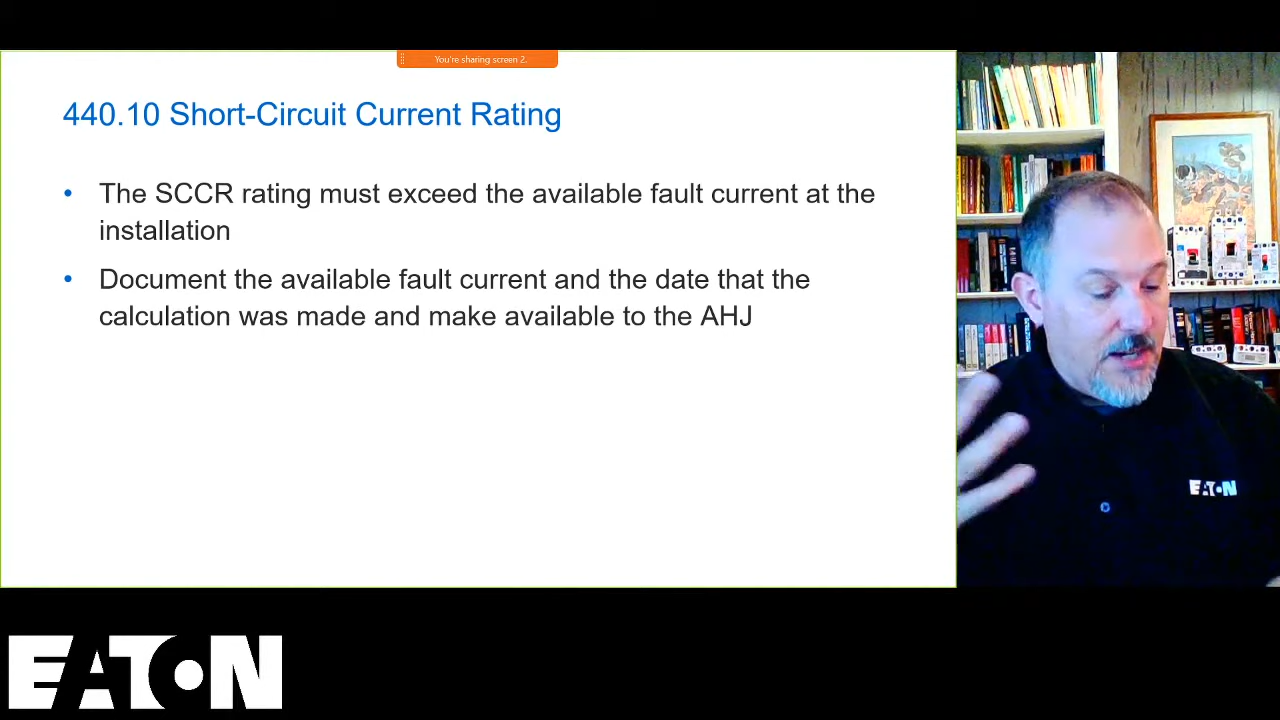 You're sharing screen 2.
440.10 Short-Circuit Current Rating
• The SCCR rating must exceed the available fault current at the
installation
• Document the available fault current and the date that the
calculation was made and make available to the AHJ
EATON
EATON